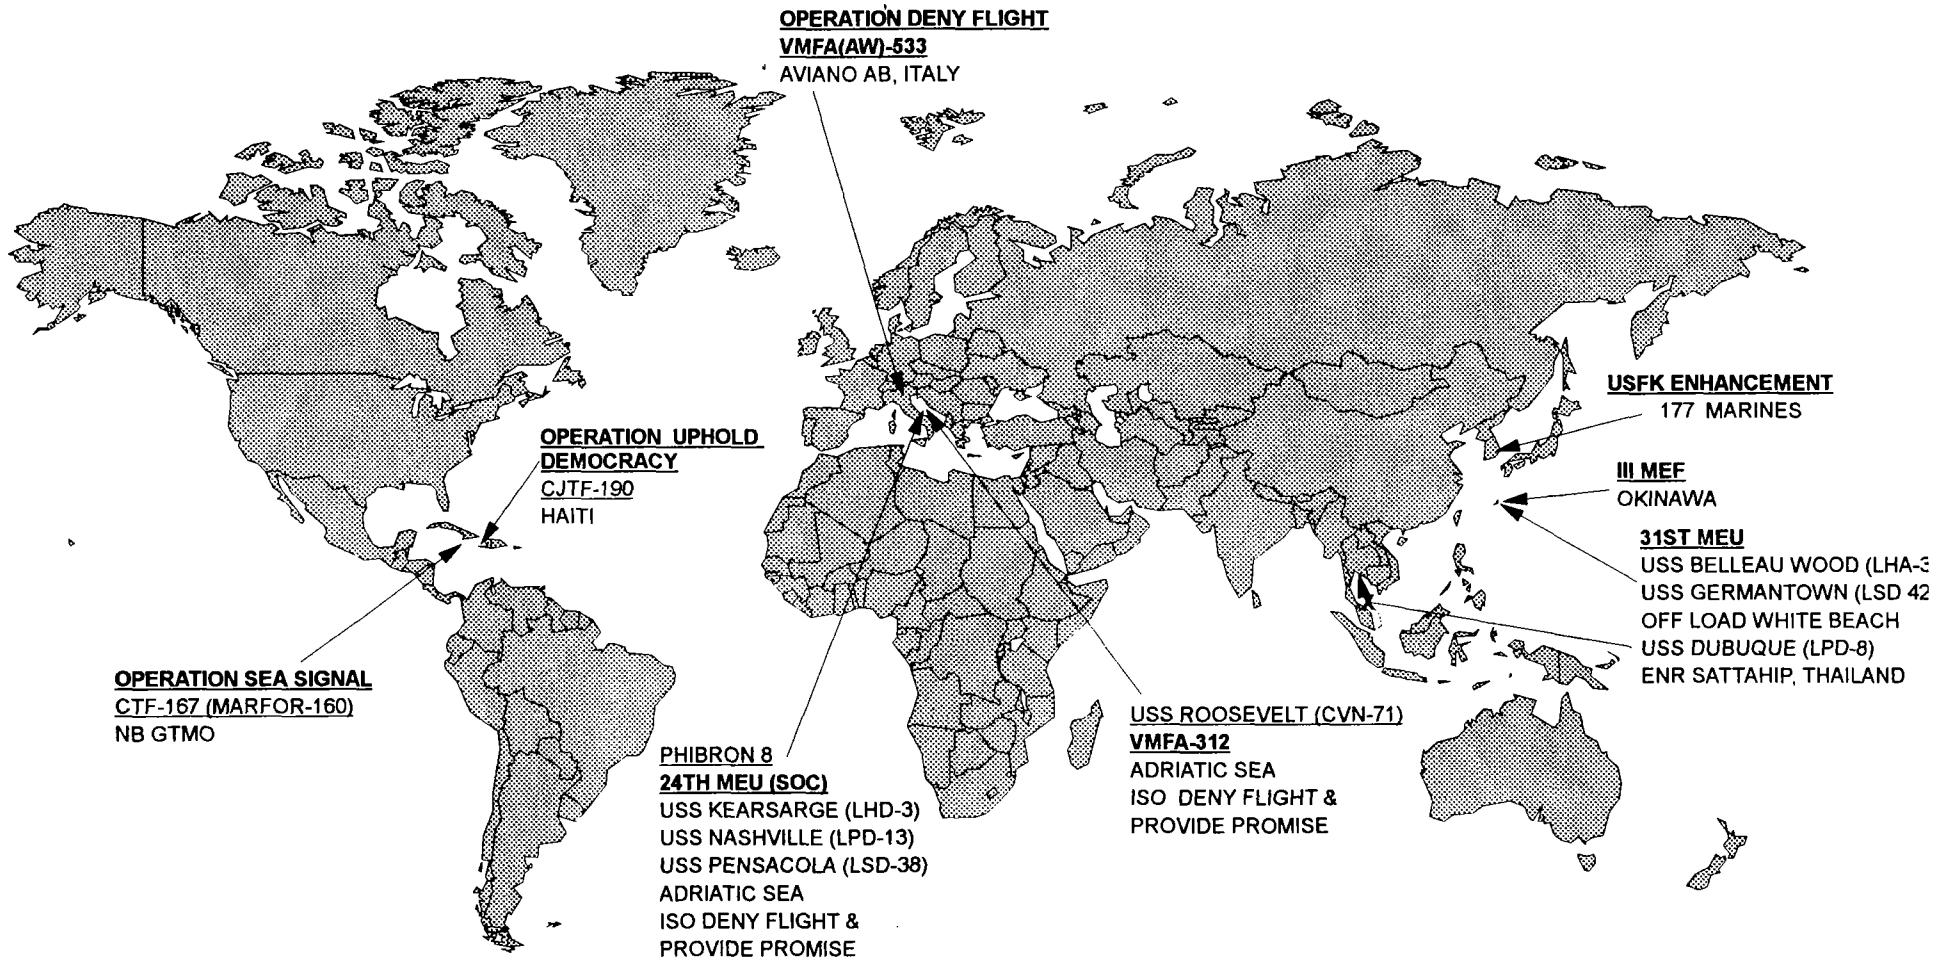 OPERATION DENY FLIGHT
VMFA(AW)-533
AVIANO AB, ITALY
USFK ENHANCEMENT
177 MARINES
OPERATION UPHOLD
DEMOCRACY
CJTF-190
HAITI
III MEF
OKINAWA
31ST MEU
USS BELLEAU WOOD (LHA-3
USS GERMANTOWN (LSD 42
OFF LOAD WHITE BEACH
USS DUBUQUE (LPD-8)
ENR SATTAHIP, THAILAND
OPERATION SEA SIGNAL
CTF-167 (MARFOR-160)
NB GTMO
PHIBRON 8
24TH MEU (SOC)
USS KEARSARGE (LHD-3)
USS NASHVILLE (LPD-13)
USS PENSACOLA (LSD-38)
ADRIATIC SEA
ISO DENY FLIGHT &
PROVIDE PROMISE
USS ROOSEVELT (CVN-71)
VMFA-312
ADRIATIC SEA
ISO DENY FLIGHT &
PROVIDE PROMISE